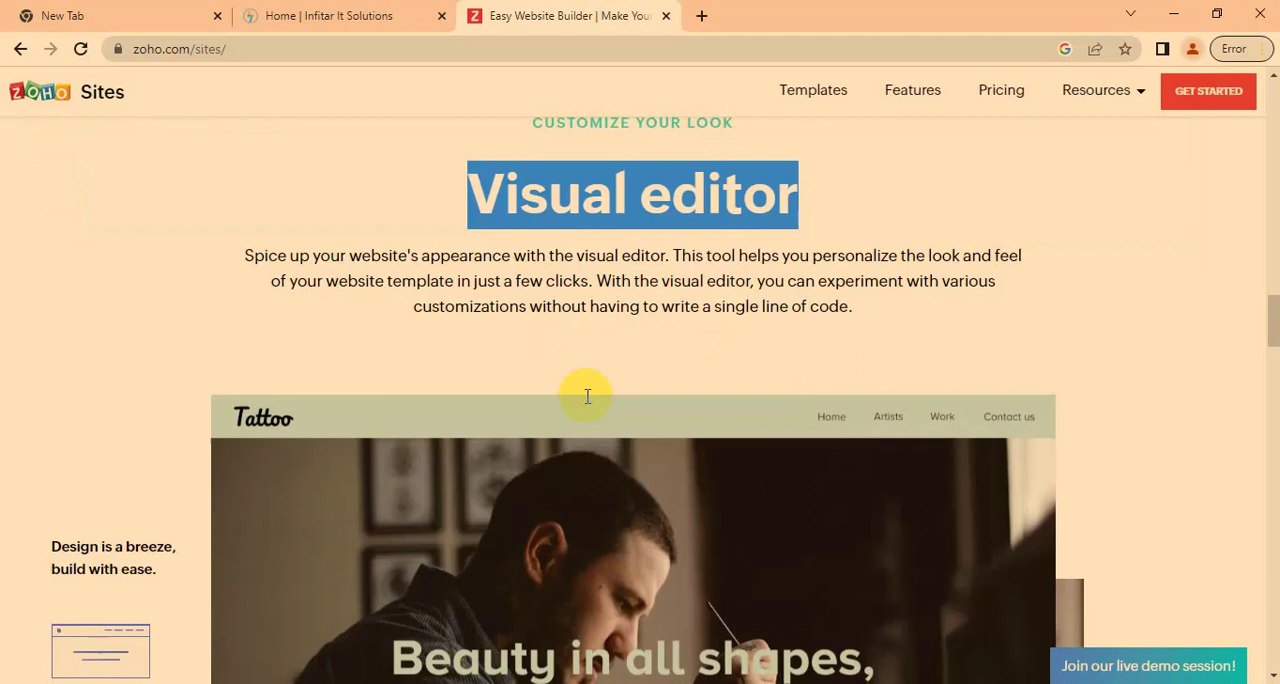 New Tab
Home | Infitar It Solutions
Easy Website Builder | Make Your
zoho.com/sites/
Error
ZOHO Sites
Templates
Features
Pricing
Resources
GET STARTED
CUSTOMIZE YOUR LOOK
Visual editor
Spice up your website's appearance with the visual editor. This tool helps you personalize the look and feel
of your website template in just a few clicks. With the visual editor, you can experiment with various
customizations without having to write a single line of code.
Tattoo
Home
Artists
Work
Contact us
Design is a breeze,
build with ease.
Beauty in all shapes,
Join our live demo session!